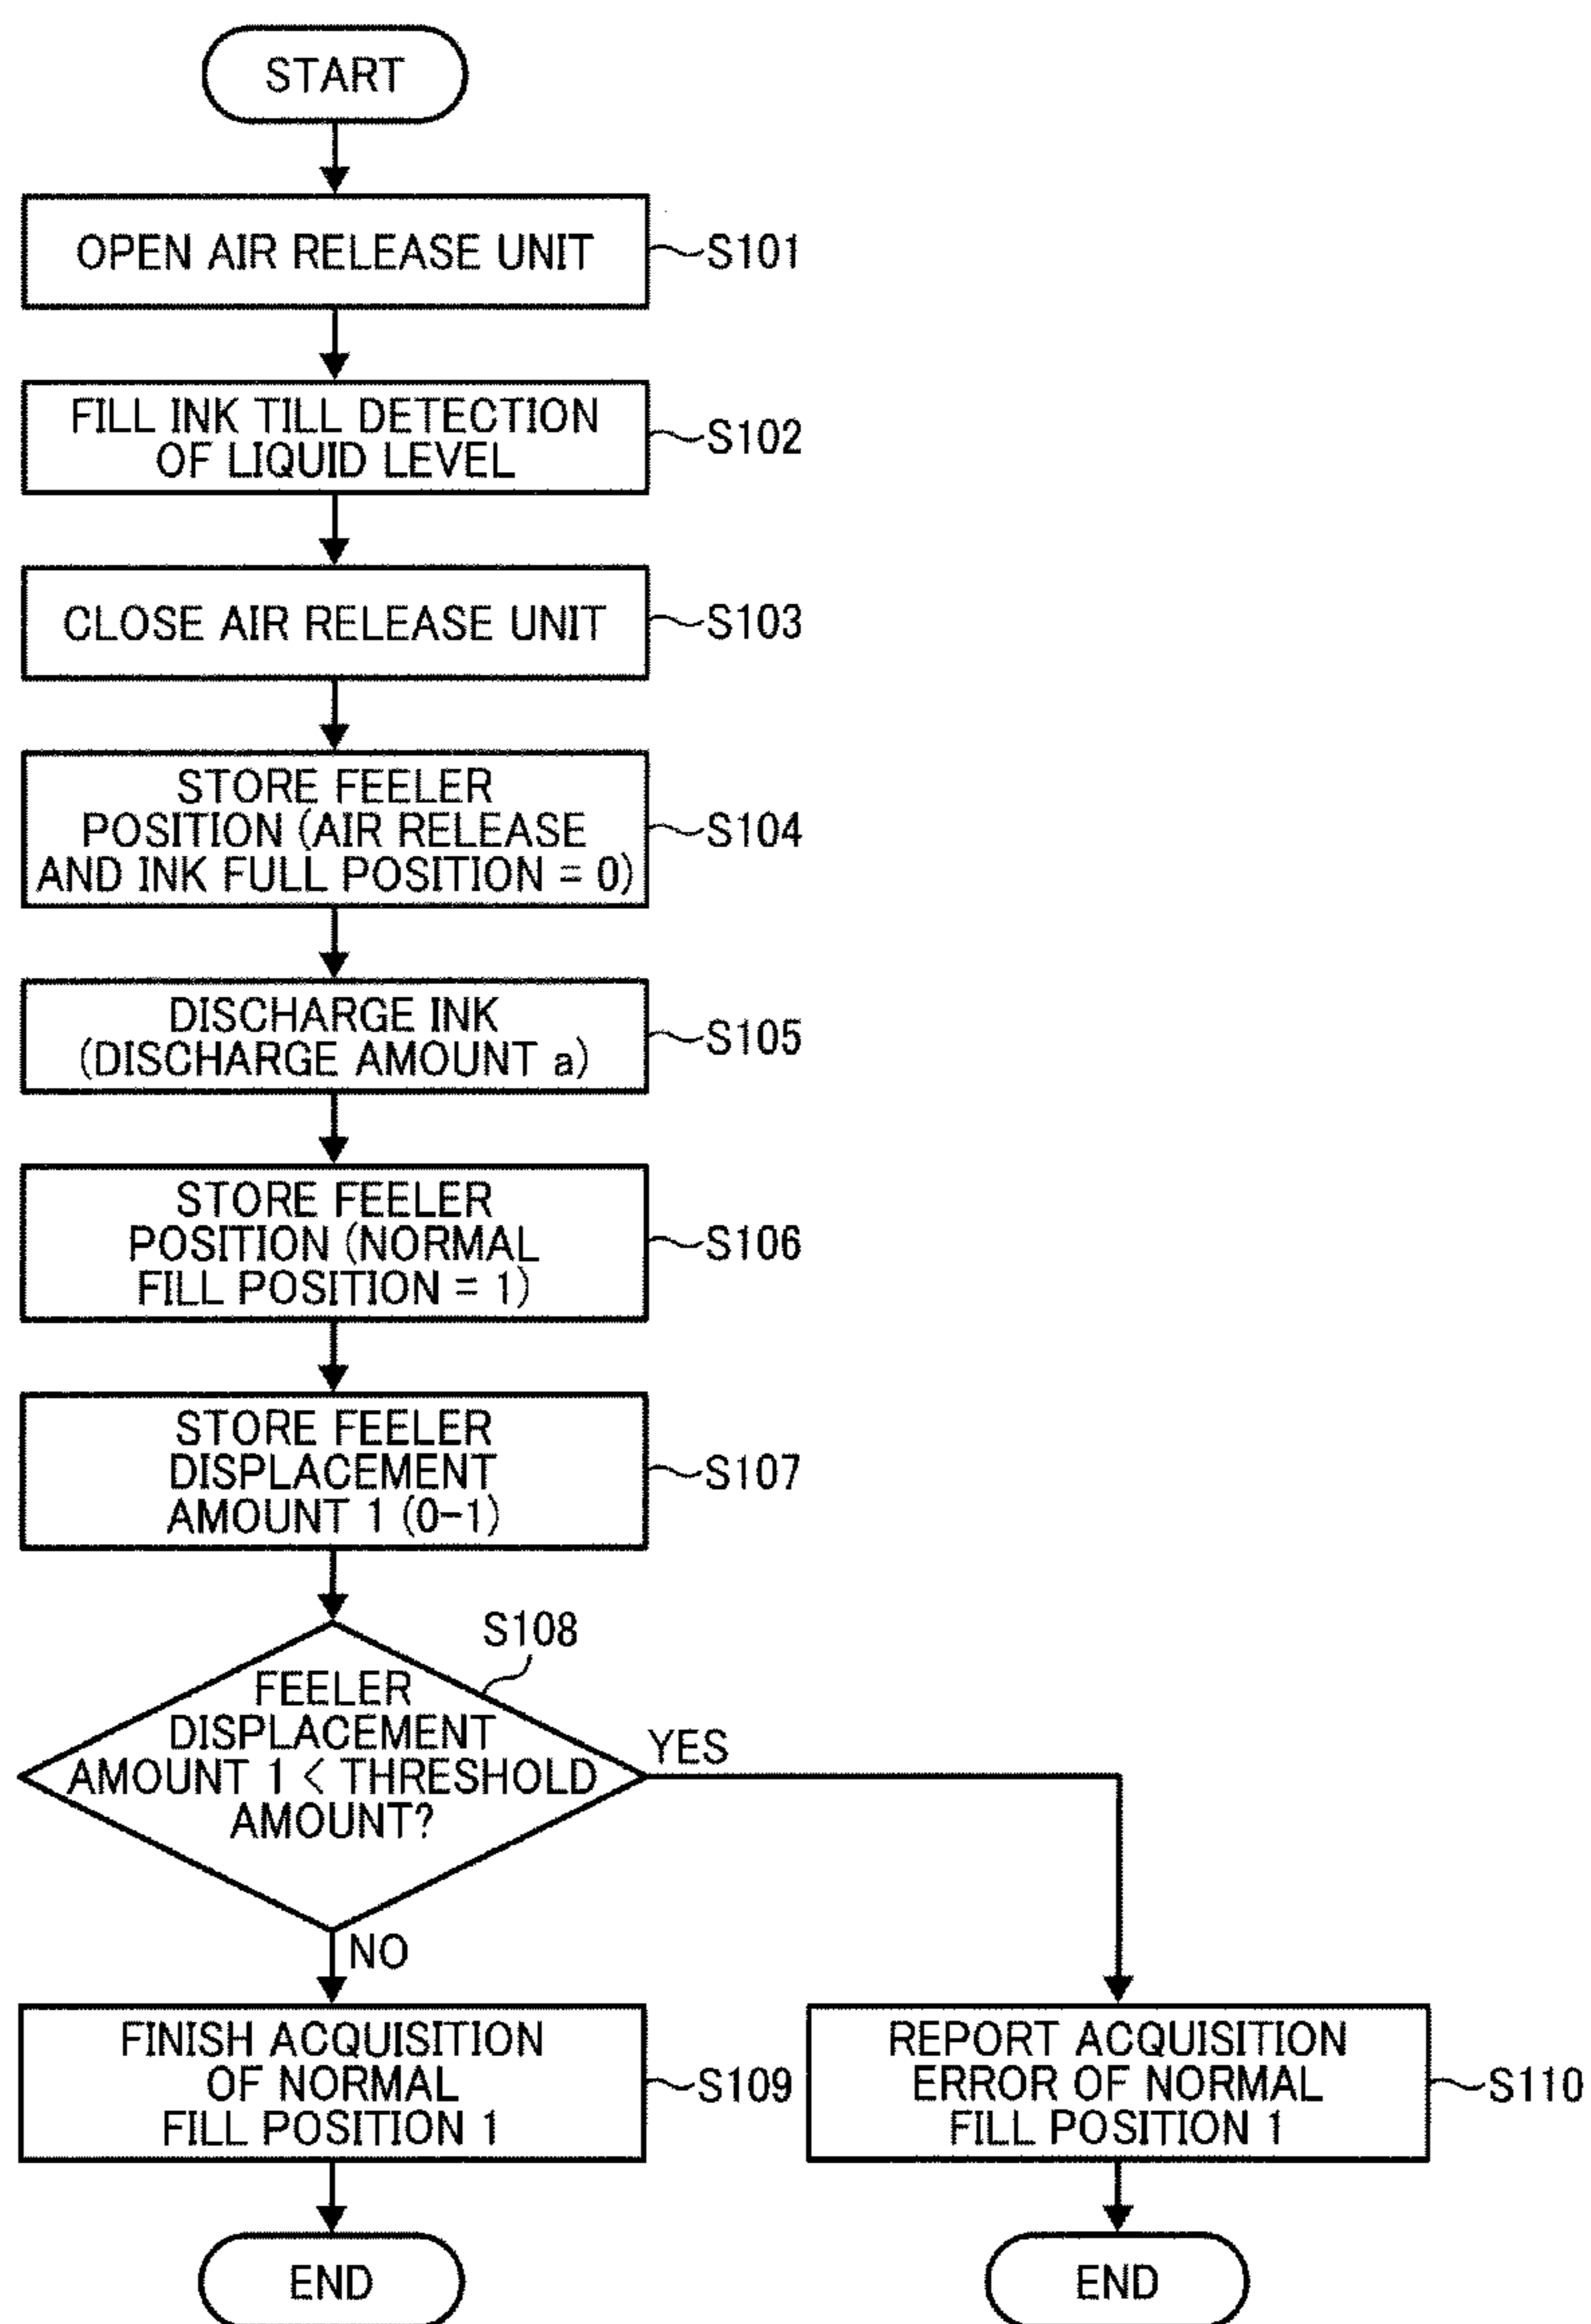 START
OPEN AIR RELEASE UNIT
S101
FILL INK TILL DETECTION
OF LIQUID LEVEL
S102
CLOSE AIR RELEASE UNIT
S103
STORE FEELER
POSITION (AIR RELEASE
AND INK FULL POSITION = 0)
S104
DISCHARGE INK
(DISCHARGE AMOUNT a)
S105
STORE FEELER
POSITION (NORMAL
FILL POSITION = 1)
S106
STORE FEELER
DISPLACEMENT
AMOUNT 1 (0-1)
S107
S108
FEELER
DISPLACEMENT
AMOUNT 1 < THRESHOLD
AMOUNT?
YES
NO
FINISH ACQUISITION
OF NORMAL
FILL POSITION 1
S109
REPORT ACQUISITION
ERROR OF NORMAL
FILL POSITION 1
S110
END
END